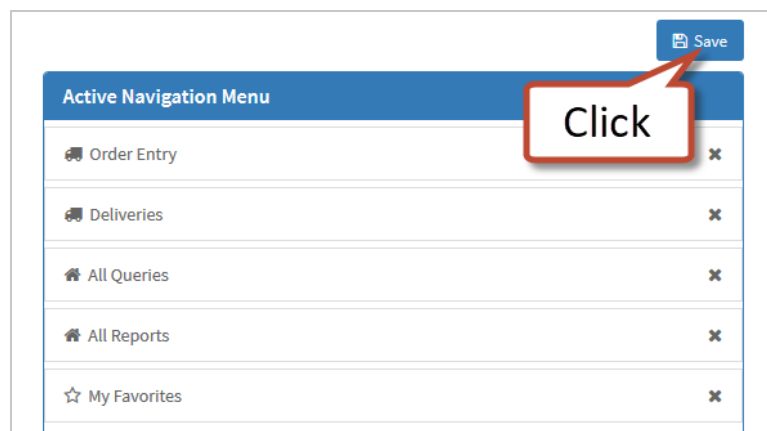 Save
Active Navigation Menu
Click
Order Entry
Deliveries
All Queries
All Reports
My Favorites